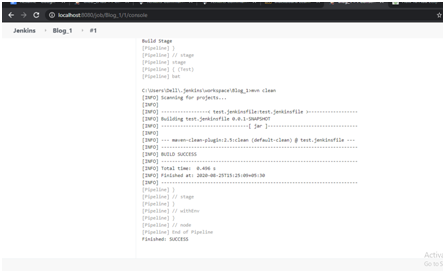 localhost:8080/job/Blog_1/1/console
Jenkins
Blog_1
#1
Build Stage
[Pipeline] }
[Pipeline] // stage
[Pipeline] stage
[Pipeline] { (Test)
[Pipeline] bat
C:\Users\Dell\.jenkins\workspace\Blog_1>mvn clean
[INFO] Scanning for projects...
[INFO]
[INFO] ------------------< test.jenkinsfile:test.jenkinsfile >-------------------
[INFO] Building test.jenkinsfile 0.0.1-SNAPSHOT
[INFO] --------------------------------[ jar ]---------------------------------
[INFO]
[INFO] --- maven-clean-plugin:2.5:clean (default-clean) @ test.jenkinsfile ---
[INFO] ------------------------------------------------------------------------
[INFO] BUILD SUCCESS
[INFO] ------------------------------------------------------------------------
[INFO] Total time: 0.496 s
[INFO] Finished at: 2020-08-25T15:25:09+05:30
[INFO] ------------------------------------------------------------------------
[Pipeline] }
[Pipeline] // stage
[Pipeline] }
[Pipeline] // withEnv
[Pipeline] }
[Pipeline] // node
[Pipeline] End of Pipeline
Finished: SUCCESS
Activ
Go to S